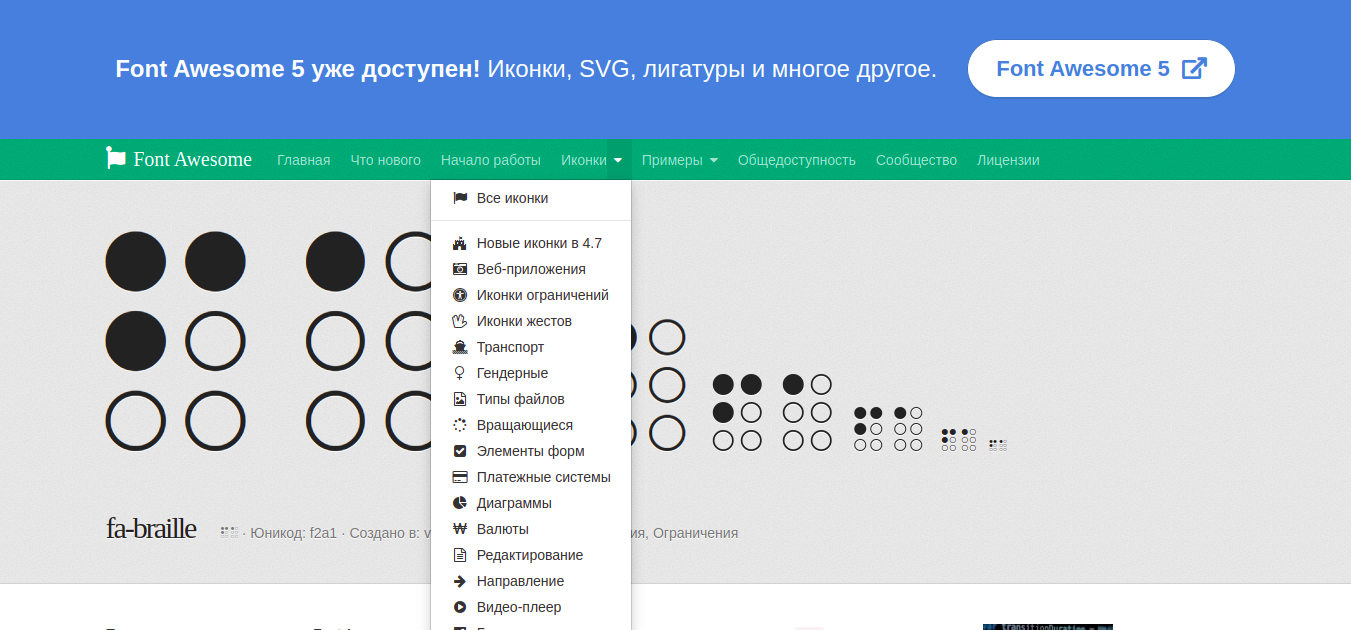 Font Awesome 5 уже доступен! Иконки, SVG, лигатуры и многое другое.
Font Awesome 5
Font Awesome Главная Что нового Начало работы Иконки Примеры Общедоступность Сообщество Лицензии
Все иконки
Новые иконки в 4.7
Веб-приложения
Иконки ограничений
Иконки жестов
Транспорт
Гендерные
Типы файлов
Вращающиеся
Элементы форм
Платежные системы
Диаграммы
Валюты
Редактирование
Направление
Видео-плеер
fa-braille · Юникод: f2a1 · Создано в: Ограничения